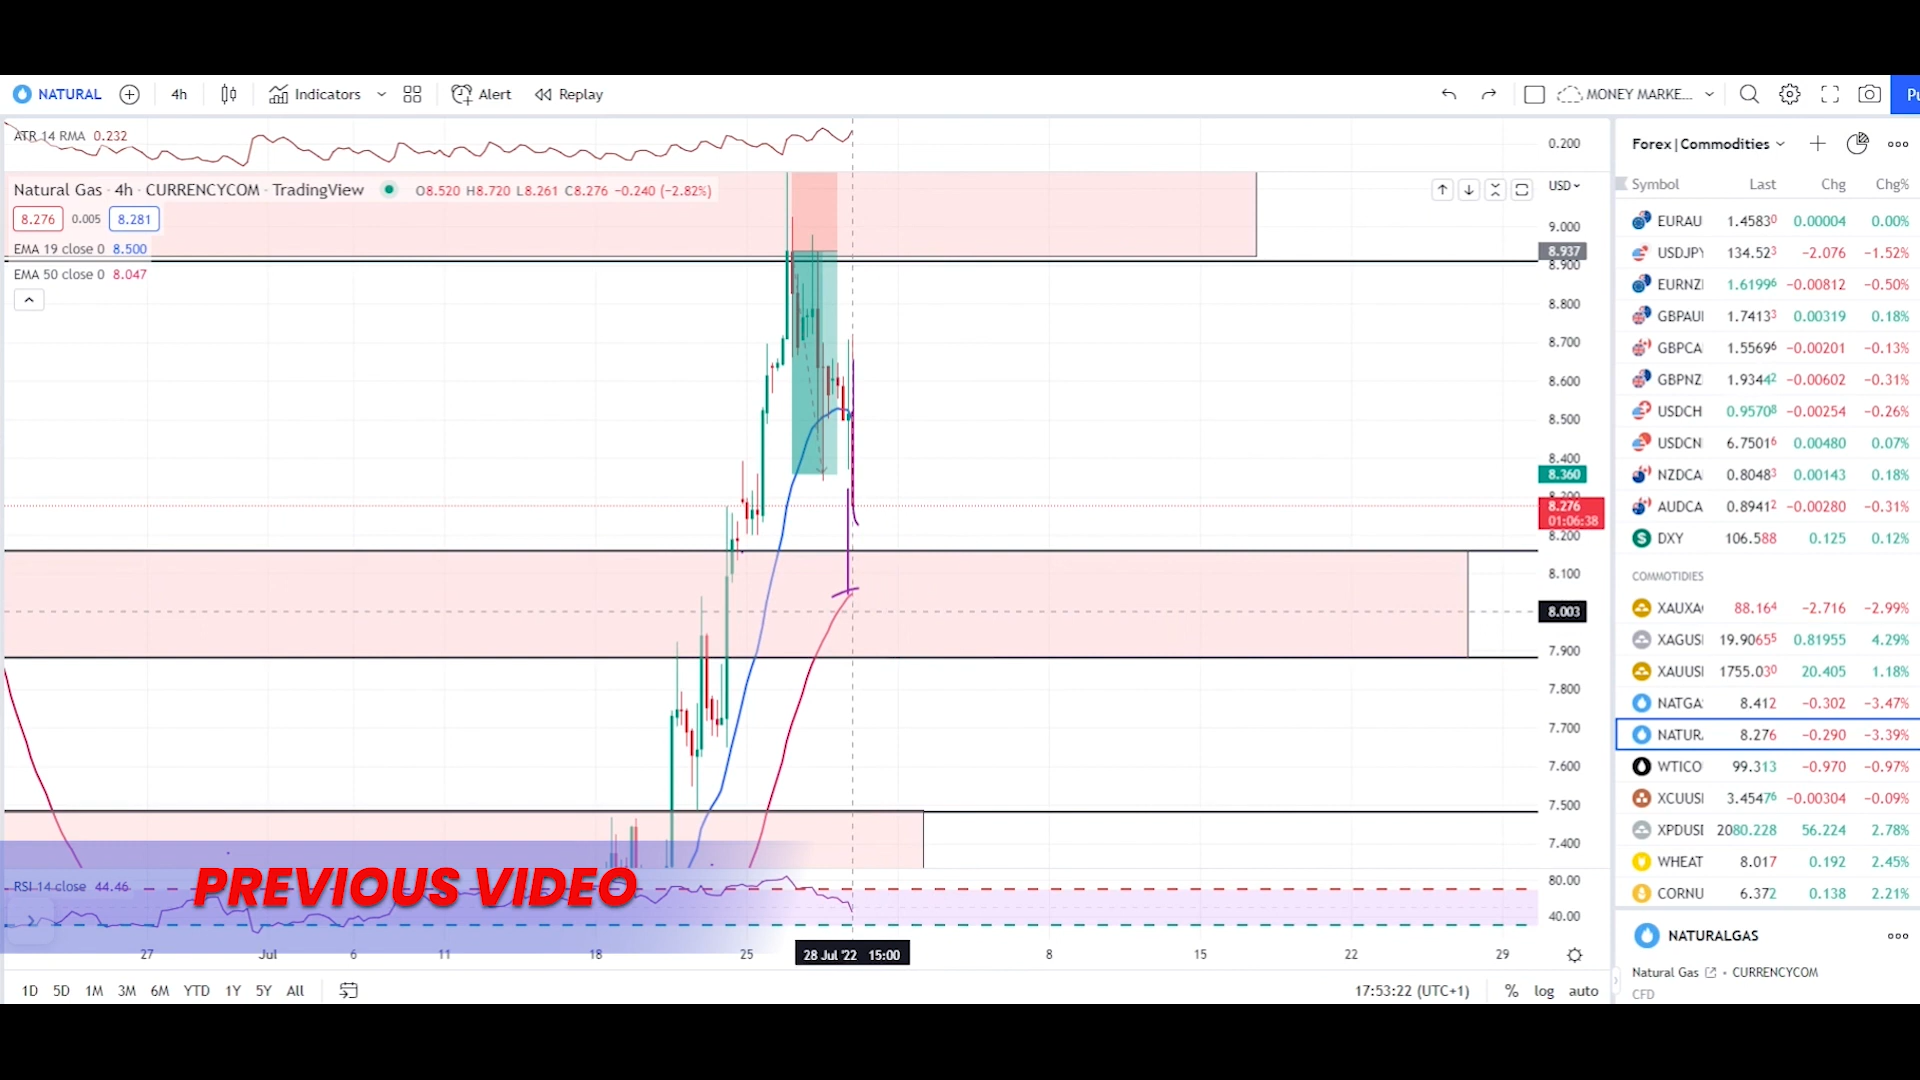 NATURAL 4h Indicators Alert Replay MONEY MARKE... Pu
ATR 14 RMA 0.232
Natural Gas · 4h · CURRENCYCOM · TradingView O8.520 H8.720 L8.261 C8.276 −0.240 (−2.82%)
8.276 0.005 8.281
EMA 19 close 0 8.500
EMA 50 close 0 8.047
0.200
USD
9.000
8.937
8.900
8.800
8.700
8.600
8.500
8.400
8.360
8.300
8.276
01:06:38
8.200
8.100
8.003
7.900
7.800
7.700
7.600
7.500
7.400
RSI 14 close 44.46
PREVIOUS VIDEO
80.00
40.00
27 Jul 6 11 18 25 28 Jul '22 15:00 8 15 22 29
1D 5D 1M 3M 6M YTD 1Y 5Y All 17:53:22 (UTC+1) % log auto
Forex|Commodities
Symbol Last Chg Chg%
EURAU 1.45830 0.00004 0.00%
USDJPY 134.523 −2.076 −1.52%
EURNZ 1.61996 −0.00812 −0.50%
GBPAU 1.74133 0.00319 0.18%
GBPCA 1.55696 −0.00201 −0.13%
GBPNZ 1.93442 −0.00602 −0.31%
USDCH 0.95708 −0.00254 −0.26%
USDCN 6.75016 0.00480 0.07%
NZDCA 0.80483 0.00143 0.18%
AUDCA 0.89412 −0.00280 −0.31%
DXY 106.588 0.125 0.12%
COMMOTIDIES
XAUXA 88.164 −2.716 −2.99%
XAGUS 19.90655 0.81955 4.29%
XAUUS 1755.030 20.405 1.18%
NATGA 8.412 −0.302 −3.47%
NATUR 8.276 −0.290 −3.39%
WTICO 99.313 −0.970 −0.97%
XCUUS 3.45476 −0.00304 −0.09%
XPDUS 2080.228 56.224 2.78%
WHEAT 8.017 0.192 2.45%
CORNU 6.372 0.138 2.21%
NATURALGAS
Natural Gas • CURRENCYCOM
CFD